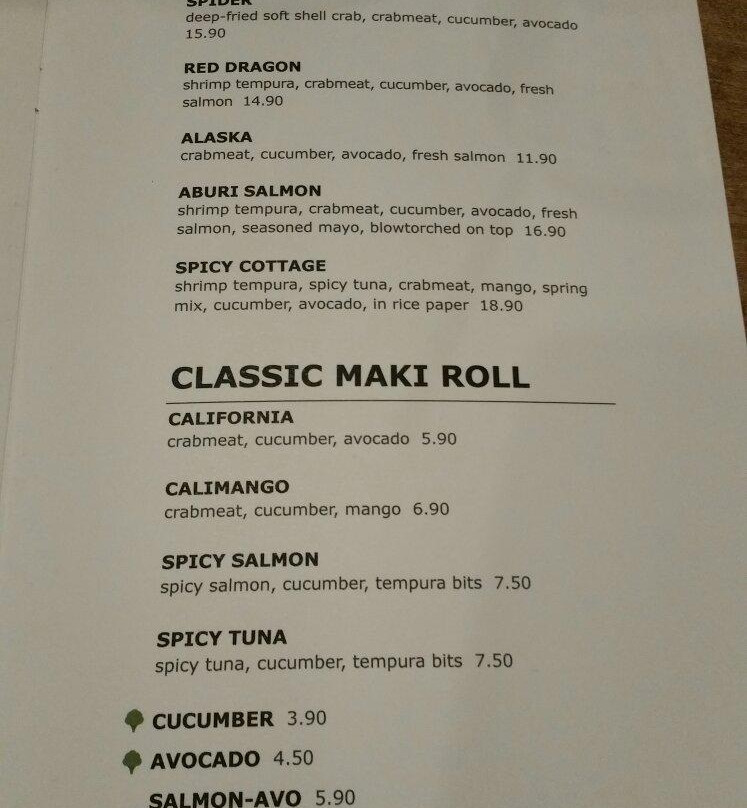 SPIDER
deep-fried soft shell crab, crabmeat, cucumber, avocado
15.90
RED DRAGON
shrimp tempura, crabmeat, cucumber, avocado, fresh
salmon 14.90
ALASKA
crabmeat, cucumber, avocado, fresh salmon 11.90
ABURI SALMON
shrimp tempura, crabmeat, cucumber, avocado, fresh
salmon, seasoned mayo, blowtorched on top 16.90
SPICY COTTAGE
shrimp tempura, spicy tuna, crabmeat, mango, spring
mix, cucumber, avocado, in rice paper 18.90
CLASSIC MAKI ROLL
CALIFORNIA
crabmeat, cucumber, avocado 5.90
CALIMANGO
crabmeat, cucumber, mango 6.90
SPICY SALMON
spicy salmon, cucumber, tempura bits 7.50
SPICY TUNA
spicy tuna, cucumber, tempura bits 7.50
CUCUMBER 3.90
AVOCADO 4.50
SALMON-AVO 5.90